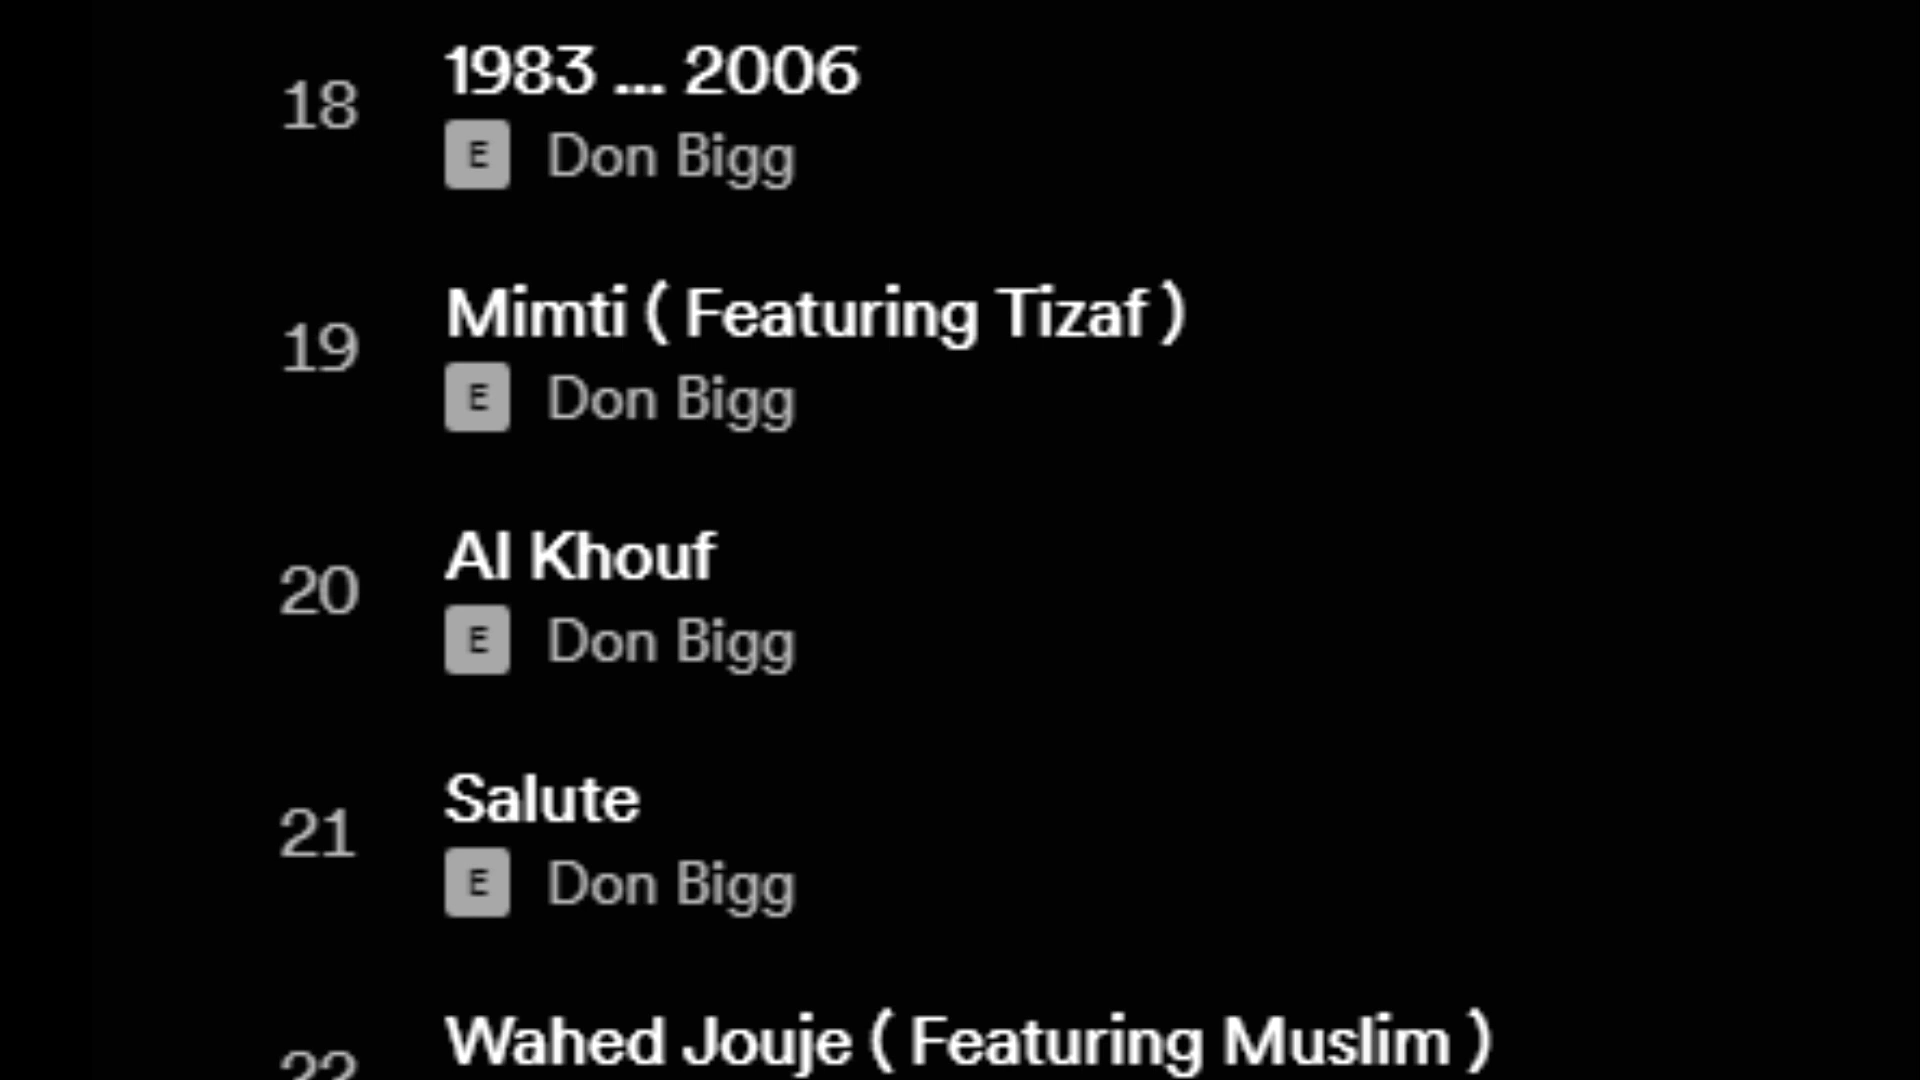 18
1983 ... 2006
E Don Bigg
19
Mimti ( Featuring Tizaf )
E Don Bigg
20
Al Khouf
E Don Bigg
21
Salute
E Don Bigg
22
Wahed Jouje ( Featuring Muslim )